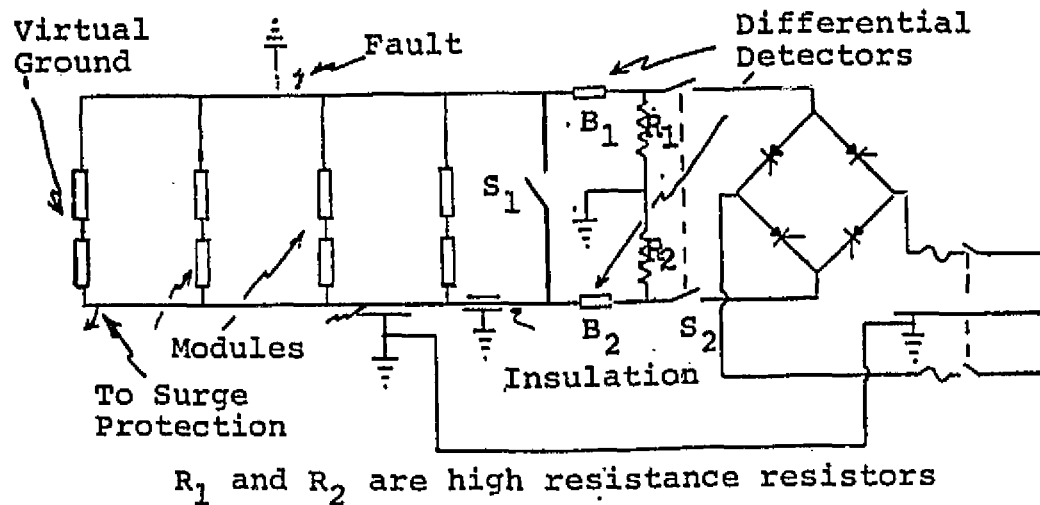 Virtual
Ground
Fault
Differential
Detectors
B1
R1
S1
R2
B2
S2
Modules
Insulation
To Surge
Protection
R1 and R2 are high resistance resistors